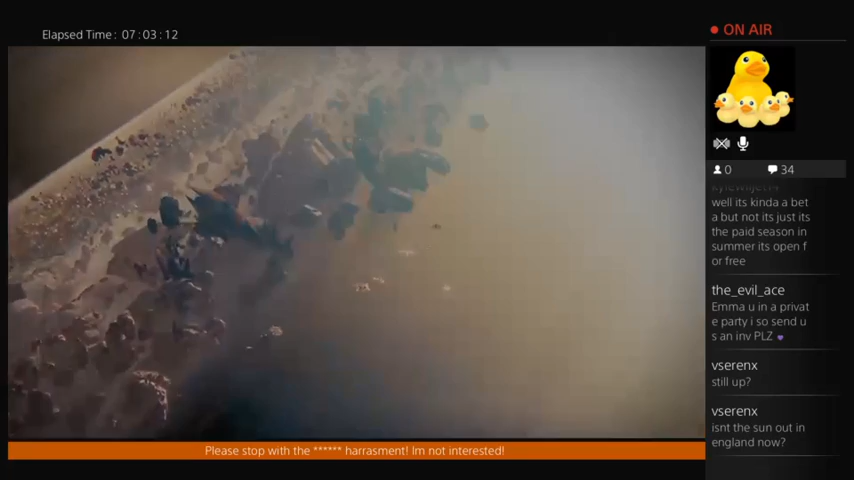 Elapsed Time : 07:03:12
ON AIR
0 34
well its kinda a bet
a but not its just its
the paid season in
summer its open f
or free
the_evil_ace
Emma u in a privat
e party i so send u
s an inv PLZ
vserenx
still up?
vserenx
isnt the sun out in
england now?
Please stop with the ****** harrasment! Im not interested!